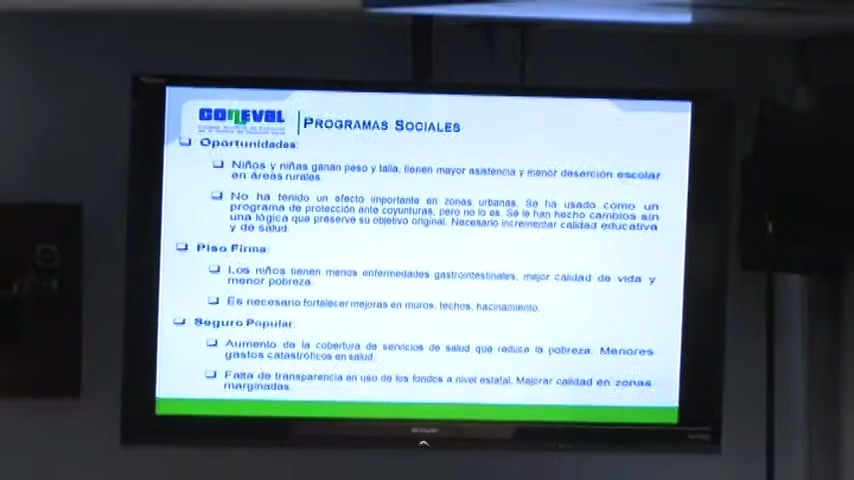 CONEVAL
PROGRAMAS SOCIALES
Oportunidades:
Niños y niñas ganan peso y talla, tienen mayor asistencia y menor deserción escolar
en áreas rurales.
No ha tenido un efecto importante en zonas urbanas. Se ha usado como un
programa de protección ante coyunturas, pero no lo es. Se le han hecho cambios sin
una lógica que preserve su objetivo original. Necesario incrementar calidad educativa
y de salud.
Piso Firme:
Los niños tienen menos enfermedades gastrointestinales, mejor calidad de vida y
menor pobreza.
Es necesario fortalecer mejoras en muros, techos, hacinamiento.
Seguro Popular:
Aumento de la cobertura de servicios de salud que reduce la pobreza. Menores
gastos catastróficos en salud.
Falta de transparencia en uso de los fondos a nivel estatal. Mejorar calidad en zonas
marginadas.